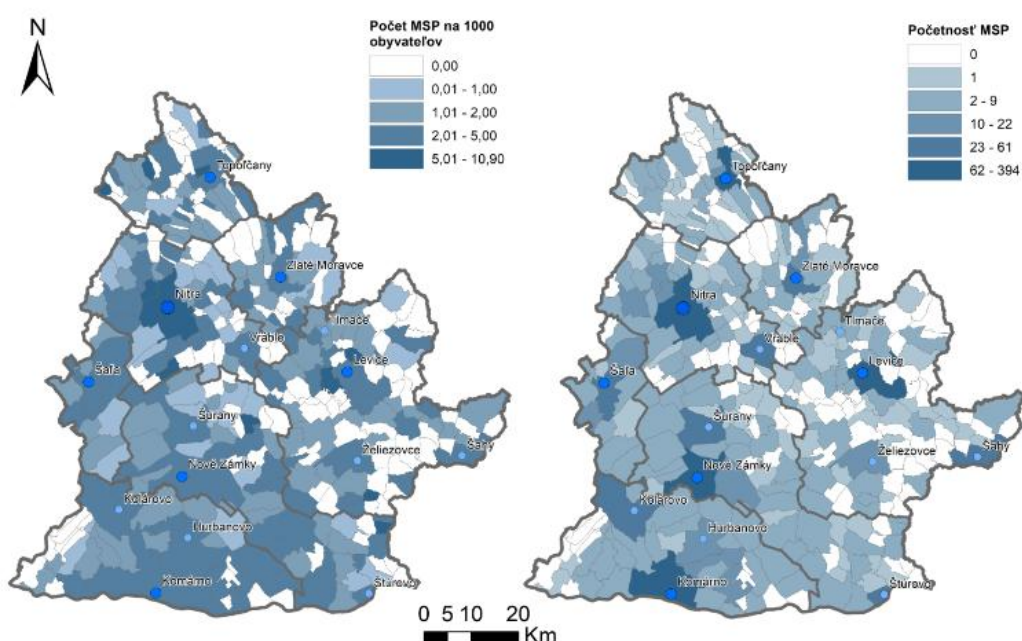 N
Počet MSP na 1000
obyvateľov
0,00
0,01 - 1,00
1,01 - 2,00
2,01 - 5,00
5,01 - 10,90
Topoľčany
Zlaté Moravce
Nitra
Tlmače
Vráble
Levice
Šaľa
Šurany
Želiezovce
Šahy
Nové Zámky
Kolárovo
Hurbanovo
Komárno
Štúrovo
Početnosť MSP
0
1
2 - 9
10 - 22
23 - 61
62 - 394
Topoľčany
Zlaté Moravce
Nitra
Tlmače
Vráble
Levice
Šaľa
Šurany
Želiezovce
Šahy
Nové Zámky
Kolárovo
Hurbanovo
Komárno
Štúrovo
0 5 10 20
Km